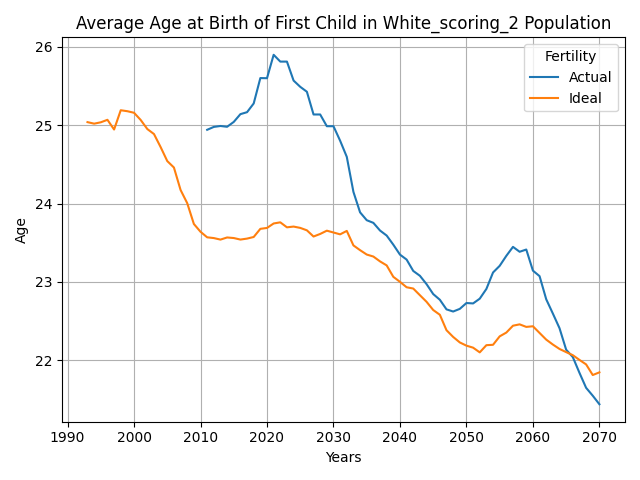 Average Age at Birth of First Child in White_scoring_2 Population
Fertility
Actual
Ideal
Age
26
25
24
23
22
1990 2000 2010 2020 2030 2040 2050 2060 2070
Years